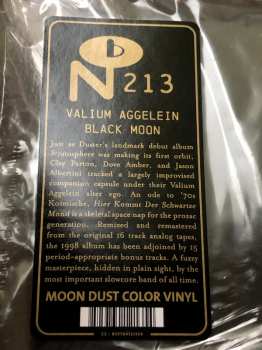 b
N 213
VALIUM AGGELEIN
BLACK MOON
Just as Duster's landmark debut album
Stratosphere was making its first orbit,
Clay Parton, Dove Amber, and Jason
Albertini tracked a largely improvised
companion capsule under their Valium
Aggelein alter ego. An ode to '70s
Kosmische, Hier Kommt Der Schwartze
Mond is a skeletal space nap for the prozac
generation. Remixed and remastered
from the original 16 track analog tapes,
the 1998 album has been adjoined by 15
period-appropriate bonus tracks. A fuzzy
masterpiece, hidden in plain sight, by the
most important slowcore band of all time.
MOON DUST COLOR VINYL